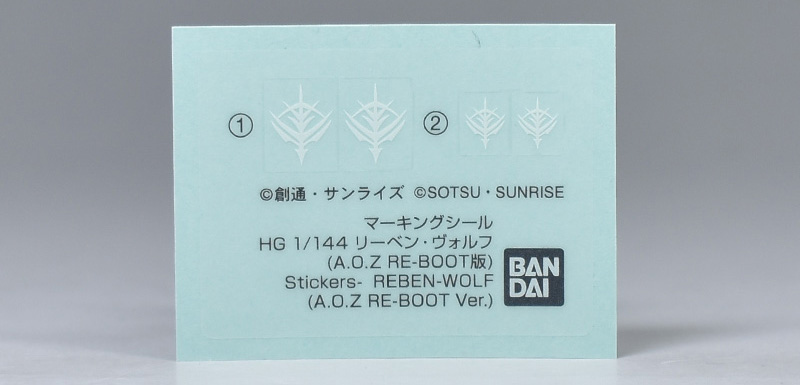 ① ②
©創通・サンライズ ©SOTSU・SUNRISE
マーキングシール
HG 1/144 リーベン・ヴォルフ
(A.O.Z RE-BOOT版)
Stickers- REBEN-WOLF
(A.O.Z RE-BOOT Ver.)
BAN
DAI